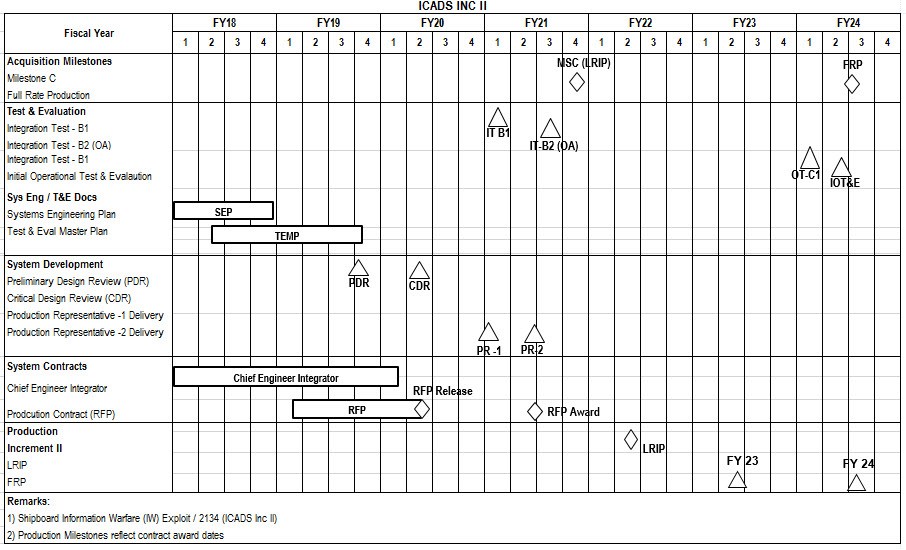 ICADS INC II
Fiscal Year FY18 FY19 FY20 FY21 FY22 FY23 FY24
1 2 3 4 1 2 3 4 1 2 3 4 1 2 3 4 1 2 3 4 1 2 3 4 1 2 3 4
Acquisition Milestones MSC (LRIP) FRP
Milestone C
Full Rate Production
Test & Evaluation
Integration Test - B1 IT B1
Integration Test - B2 (OA) IT-B2 (OA)
Integration Test - B1
Initial Operational Test & Evalaution OT-C1 IOT&E
Sys Eng / T&E Docs
Systems Engineering Plan SEP
Test & Eval Master Plan TEMP
System Development
Preliminary Design Review (PDR) PDR CDR
Critical Design Review (CDR)
Production Representative -1 Delivery
Production Representative -2 Delivery
PR -1 PR-2
System Contracts
Chief Engineer Integrator
Chief Engineer Integrator RFP Release
Prodcution Contract (RFP) RFP RFP Award
Production
Increment II LRIP
LRIP FY 23 FY 24
FRP
Remarks:
1) Shipboard Information Warfare (IW) Exploit / 2134 (ICADS Inc II)
2) Production Milestones reflect contract award dates